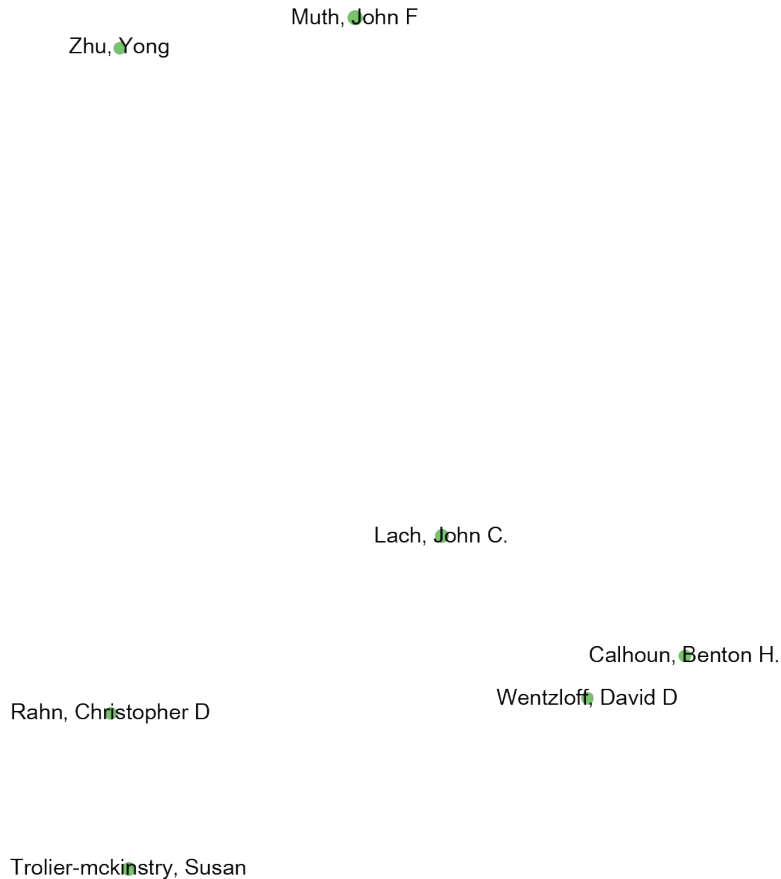 Muth, John F
Zhu, Yong
Lach, John C.
Calhoun, Benton H.
Wentzloff, David D
Rahn, Christopher D
Trolier-mckinstry, Susan